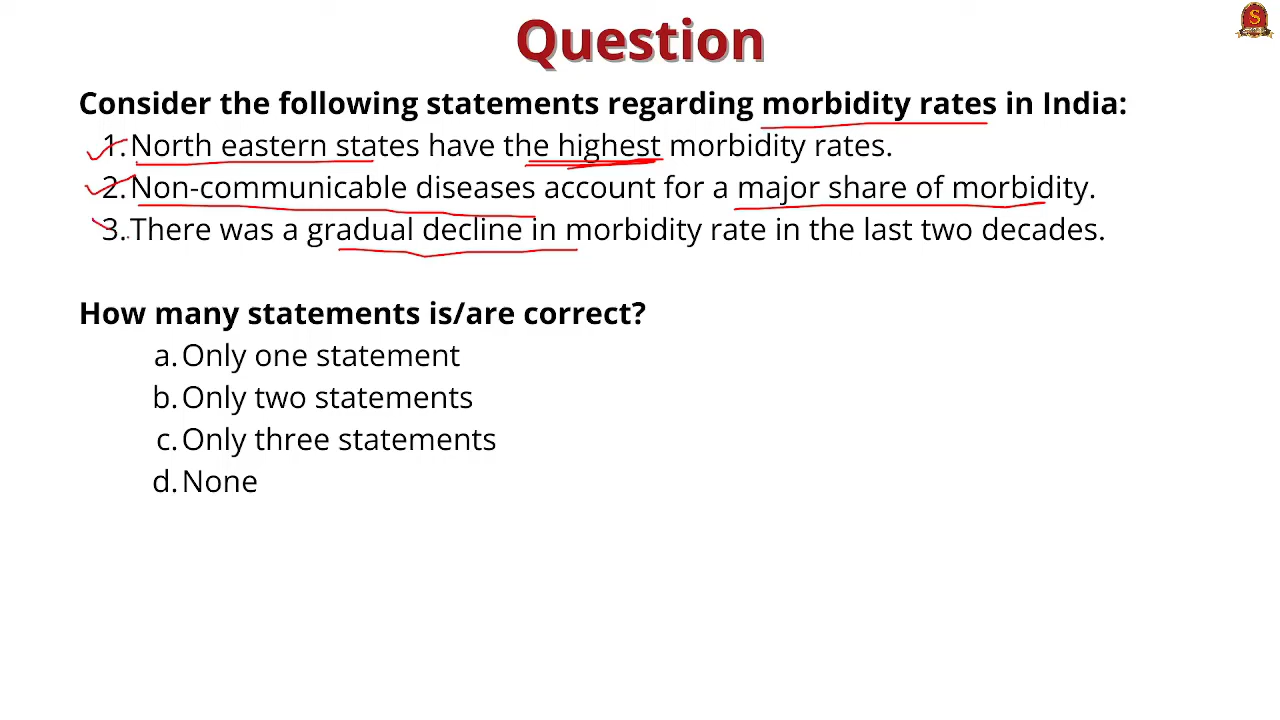 Question
S
Consider the following statements regarding morbidity rates in India:
1. North eastern states have the highest morbidity rates.
2. Non-communicable diseases account for a major share of morbidity.
3. There was a gradual decline in morbidity rate in the last two decades.
How many statements is/are correct?
a. Only one statement
b. Only two statements
c. Only three statements
d. None